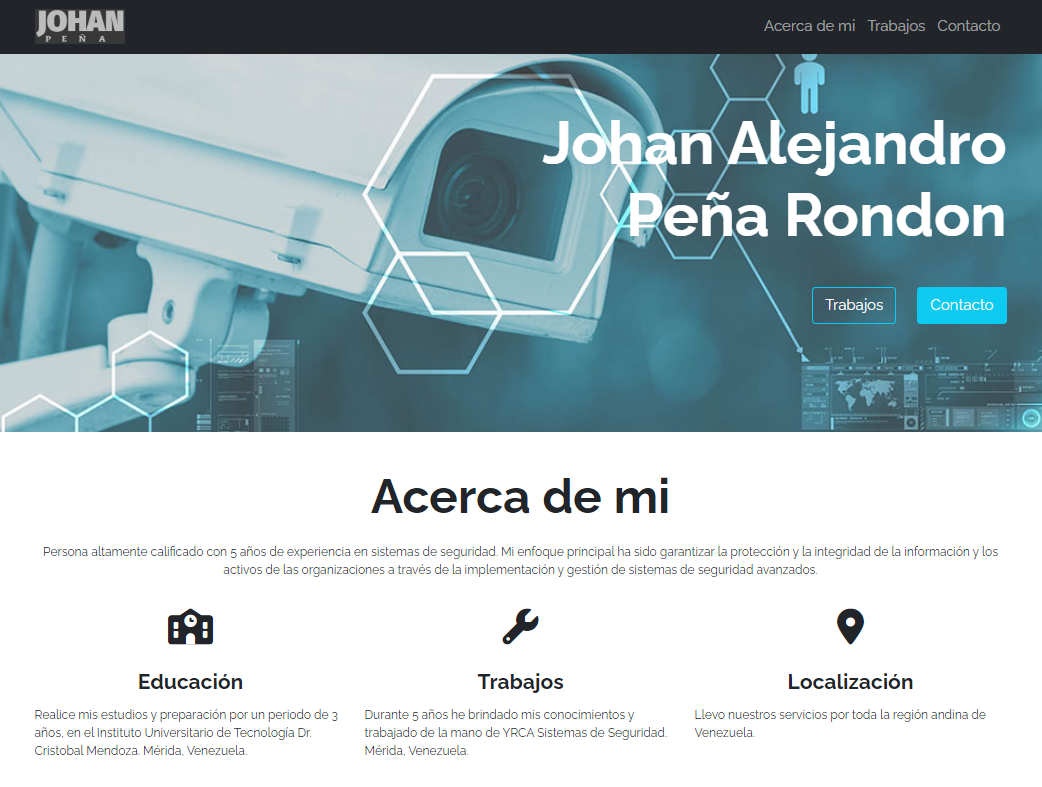 JOHAN
PEÑA
Acerca de mi Trabajos Contacto
Johan Alejandro
Peña Rondon
Trabajos Contacto
Acerca de mi
Persona altamente calificado con 5 años de experiencia en sistemas de seguridad. Mi enfoque principal ha sido garantizar la protección y la integridad de la información y los
activos de las organizaciones a través de la implementación y gestión de sistemas de seguridad avanzados.
Educación
Realice mis estudios y preparación por un periodo de 3
años, en el Instituto Universitario de Tecnología Dr.
Cristobal Mendoza. Mérida, Venezuela.
Trabajos
Durante 5 años he brindado mis conocimientos y
trabajado de la mano de YRCA Sistemas de Seguridad.
Mérida, Venezuela.
Localización
Llevo nuestros servicios por toda la región andina de
Venezuela.